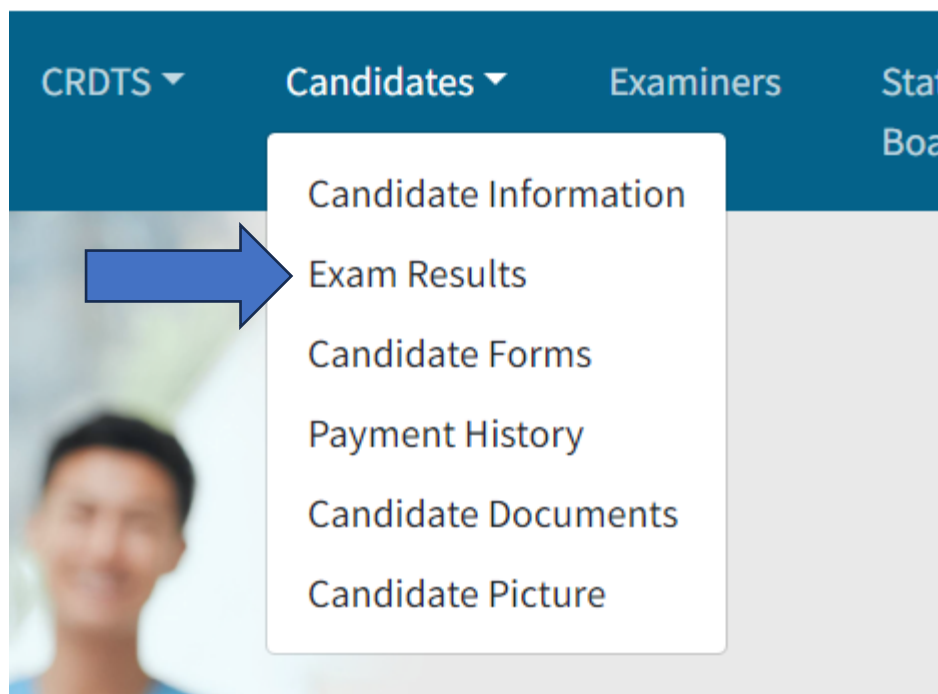 CRDTS
Candidates
Examiners
Candidate Information
Exam Results
Candidate Forms
Payment History
Candidate Documents
Candidate Picture